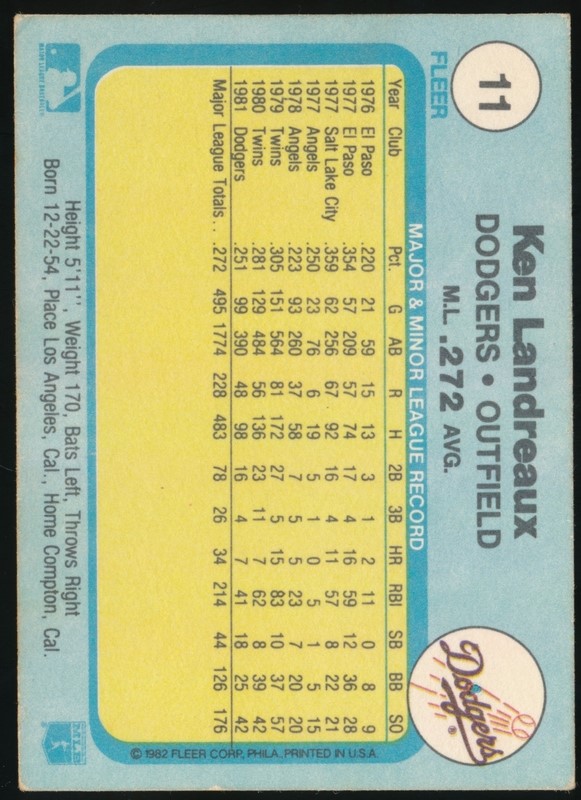 11
FLEER
Ken Landreaux
DODGERS • OUTFIELD
M.L. .272 AVG.
Dodgers
MAJOR & MINOR LEAGUE RECORD
Year Club Pct. G AB R H 2B 3B HR RBI SB BB SO
1976 El Paso .220 21 59 15 13 3 1 2 11 0 8 9
1977 El Paso .354 57 209 57 74 17 4 16 59 12 36 28
1977 Salt Lake City .359 62 256 67 92 16 4 11 57 8 22 21
1977 Angels .250 23 76 6 19 5 1 0 5 1 5 15
1978 Angels .223 93 260 37 58 7 5 5 23 7 20 20
1979 Twins .305 151 564 81 172 27 5 15 83 10 37 57
1980 Twins .281 129 484 56 136 23 11 7 62 8 39 42
1981 Dodgers .251 99 390 48 98 16 4 7 41 18 25 42
Major League Totals . . .272 495 1774 228 483 78 26 34 214 44 126 176
© 1982 FLEER CORP., PHILA. PRINTED IN U.S.A.
Height 5'11", Weight 170, Bats Left, Throws Right
Born 12-22-54, Place Los Angeles, Cal., Home Compton, Cal.
MAJOR LEAGUE BASEBALL